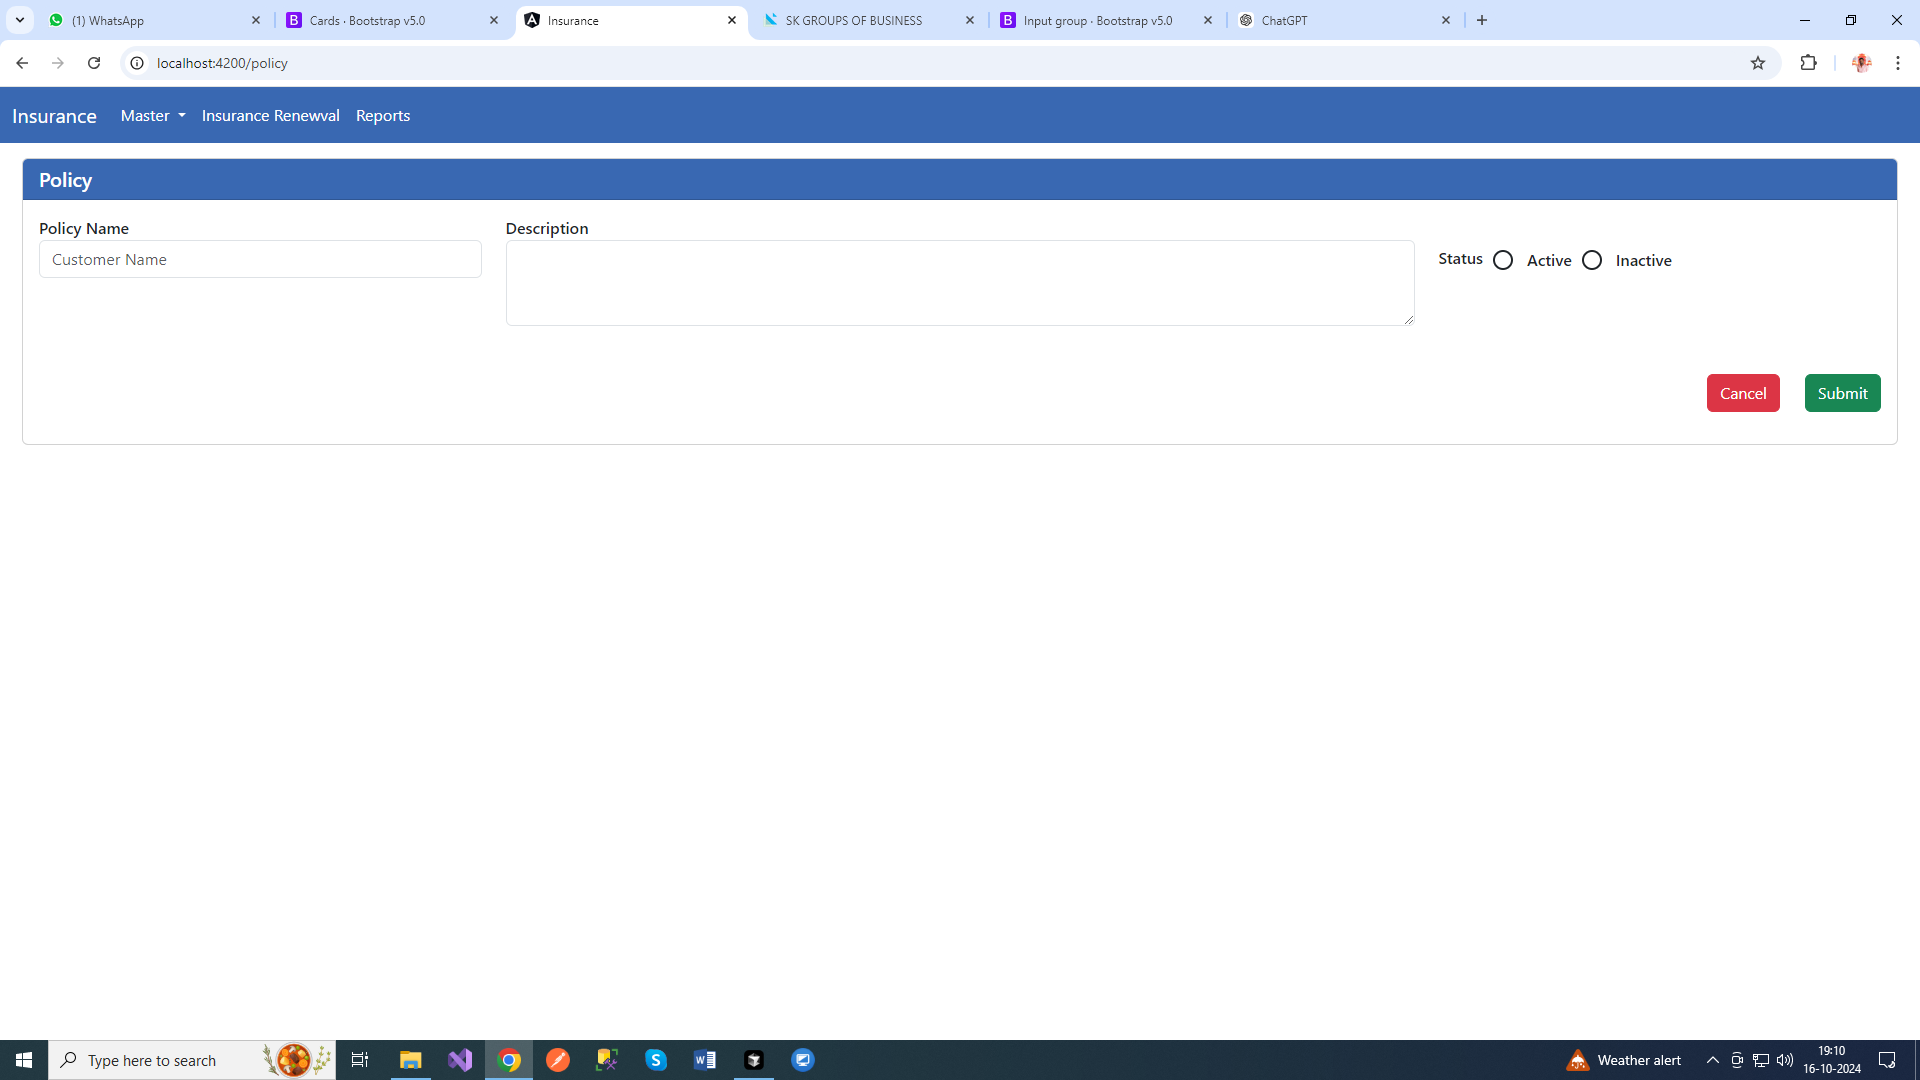 (1) WhatsApp
Cards · Bootstrap v5.0
Insurance
SK GROUPS OF BUSINESS
Input group · Bootstrap v5.0
ChatGPT
localhost:4200/policy
Insurance Master Insurance Renewval Reports
Policy
Policy Name
Customer Name
Description
Status Active Inactive
Cancel Submit
Type here to search
Weather alert
19:10
16-10-2024